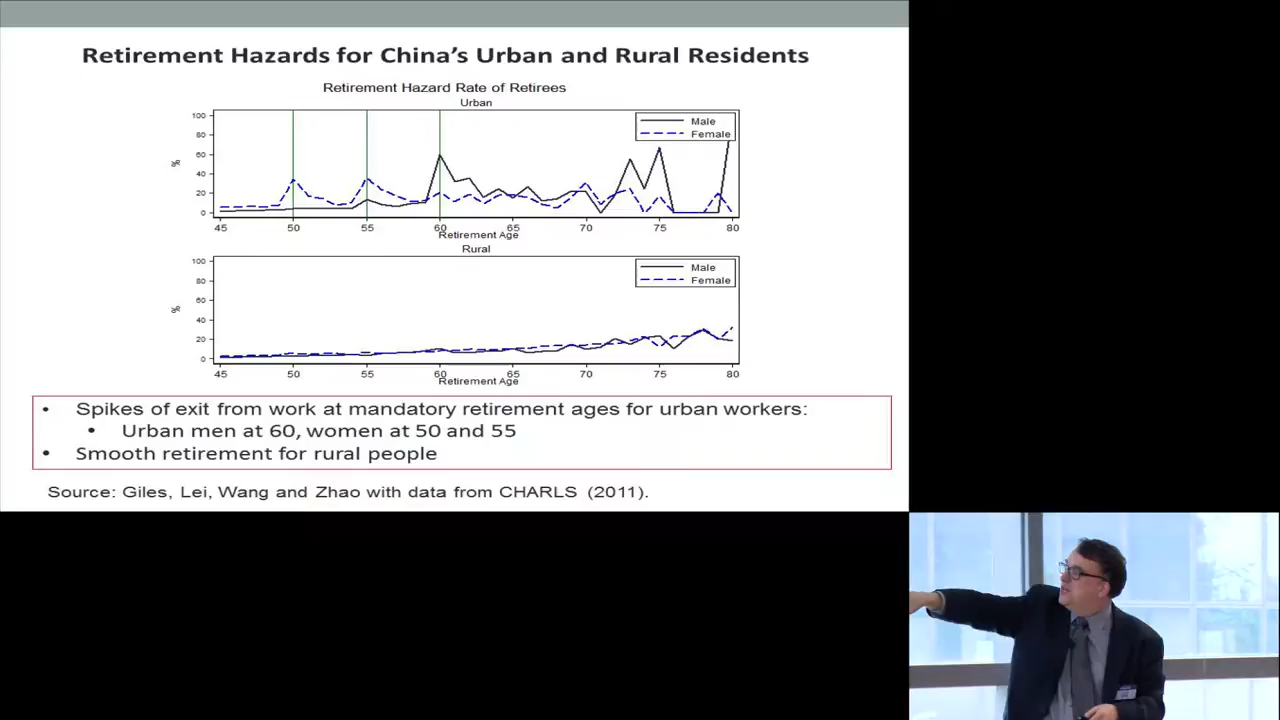 Retirement Hazards for China's Urban and Rural Residents
Retirement Hazard Rate of Retirees
Urban
100
80
60
40
20
0
%
Male
Female
45 50 55 60 65 70 75 80
Retirement Age
Rural
100
80
60
40
20
0
%
Male
Female
45 50 55 60 65 70 75 80
Retirement Age
• Spikes of exit from work at mandatory retirement ages for urban workers:
• Urban men at 60, women at 50 and 55
• Smooth retirement for rural people
Source: Giles, Lei, Wang and Zhao with data from CHARLS (2011).